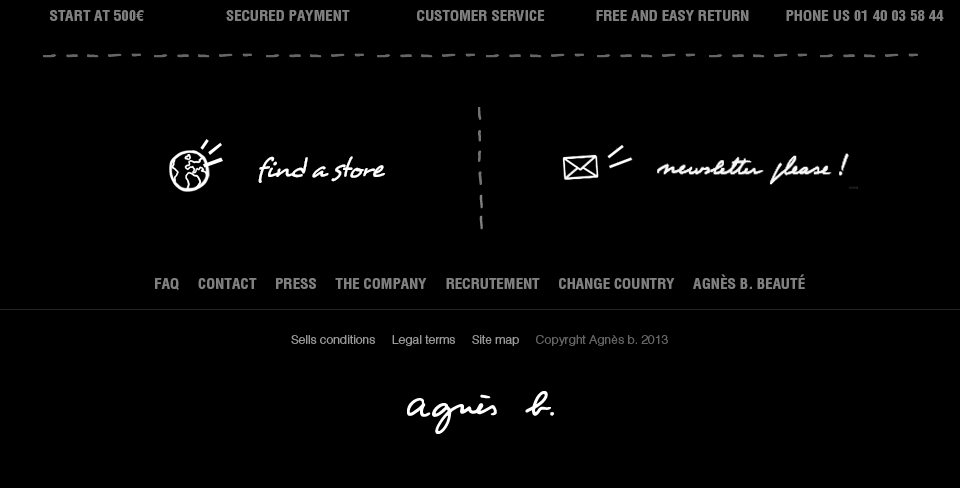 START AT 500€ SECURED PAYMENT CUSTOMER SERVICE FREE AND EASY RETURN PHONE US 01 40 03 58 44
find a store newsletter please !
FAQ CONTACT PRESS THE COMPANY RECRUTEMENT CHANGE COUNTRY AGNÈS B. BEAUTÉ
Sells conditions Legal terms Site map Copyrght Agnès b. 2013
agnès b.